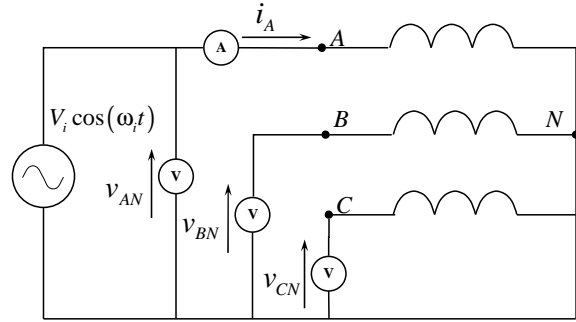 i_A
A
A
V_i cos(ω_i t)
B
N
v_AN
V
v_BN
V
C
v_CN
V